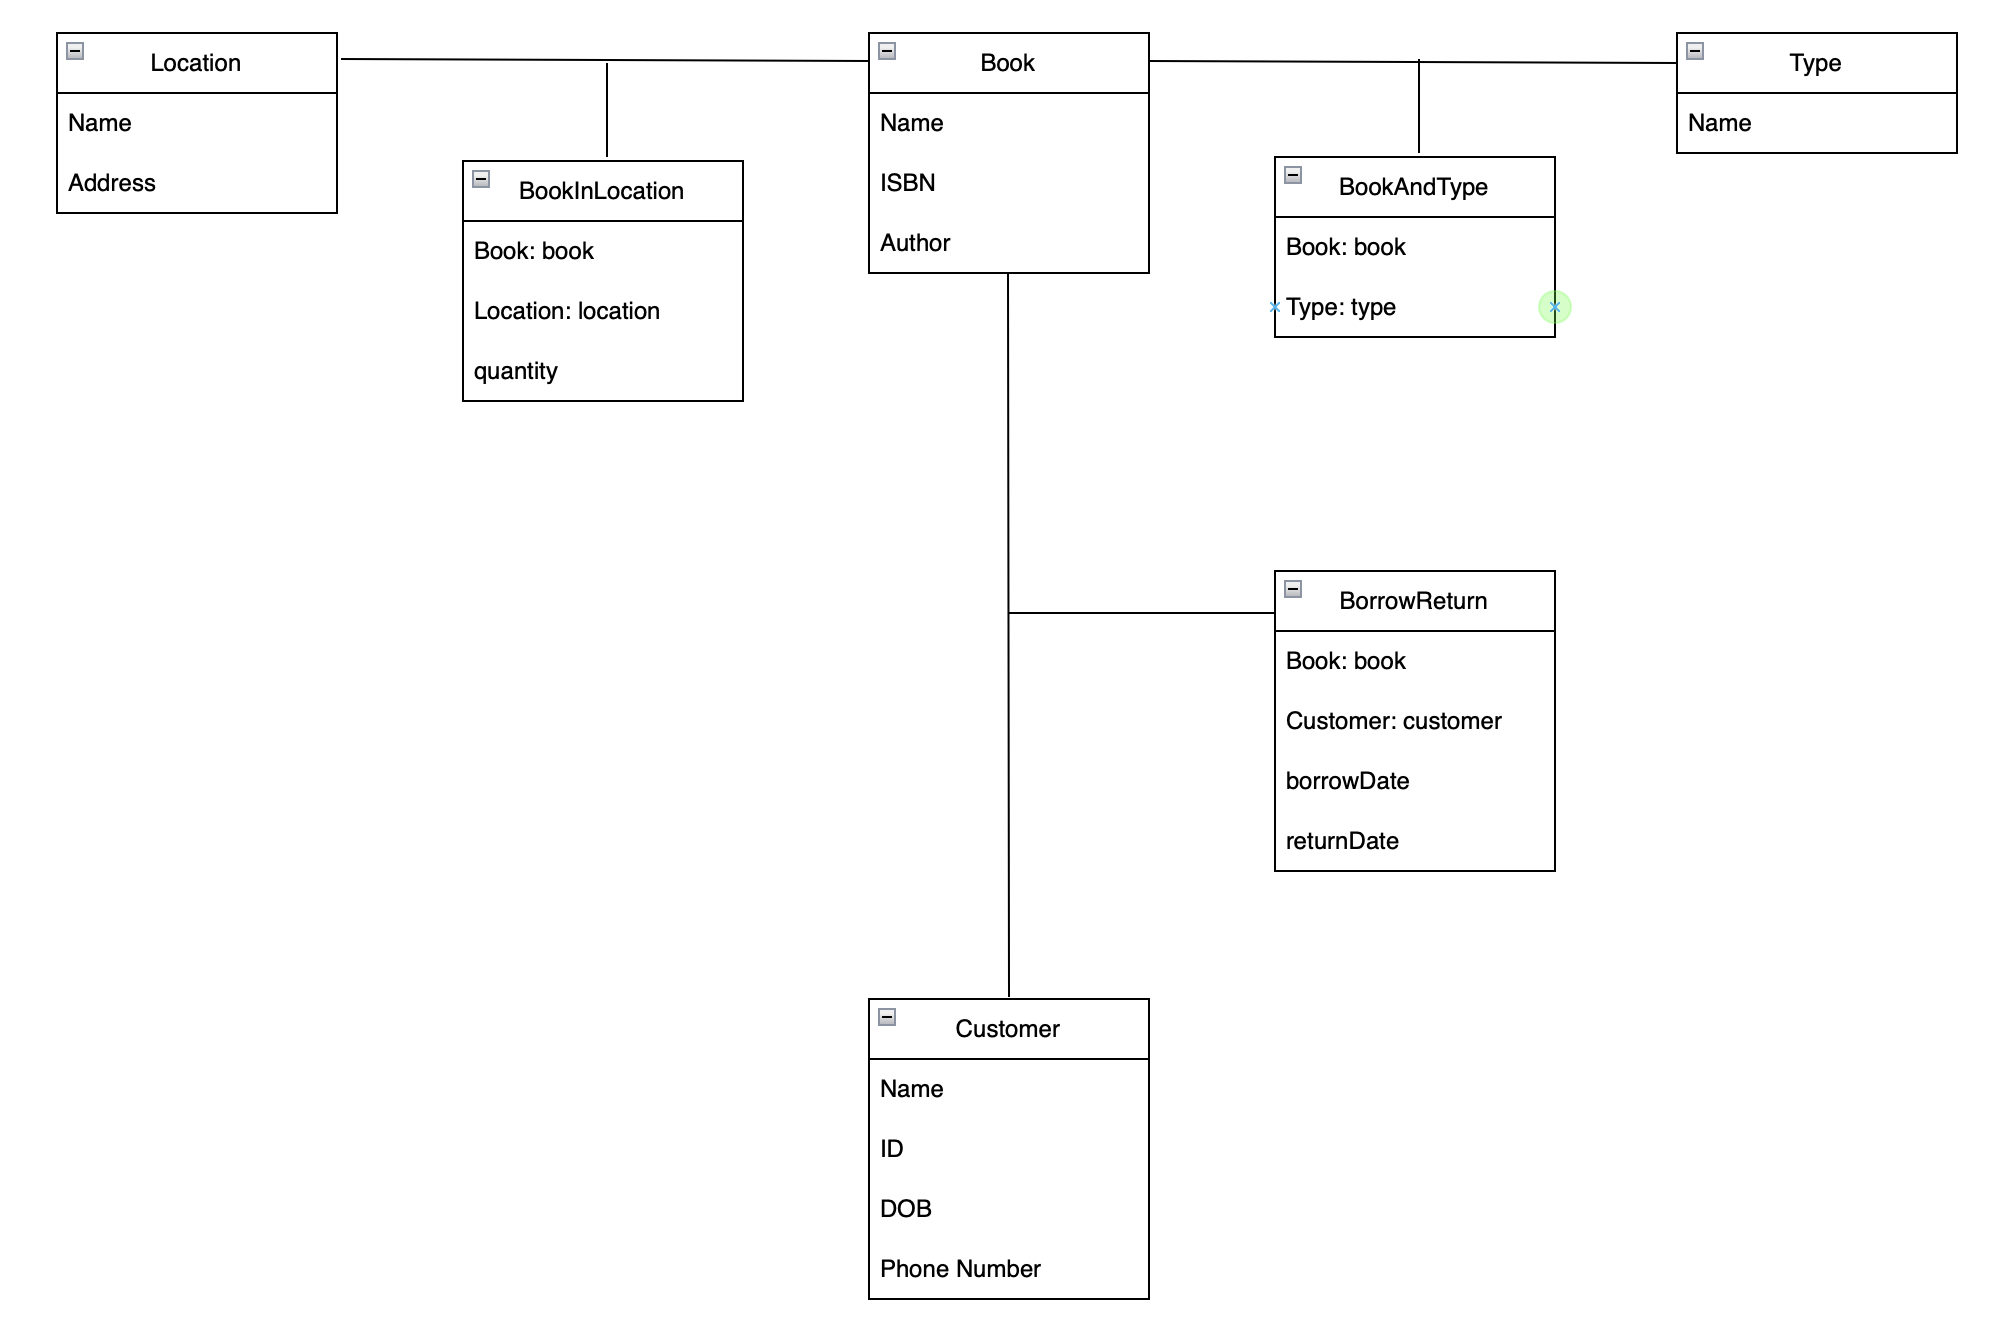 Location
Name
Address
BookInLocation
Book: book
Location: location
quantity
Book
Name
ISBN
Author
BookAndType
Book: book
Type: type
Type
Name
BorrowReturn
Book: book
Customer: customer
borrowDate
returnDate
Customer
Name
ID
DOB
Phone Number